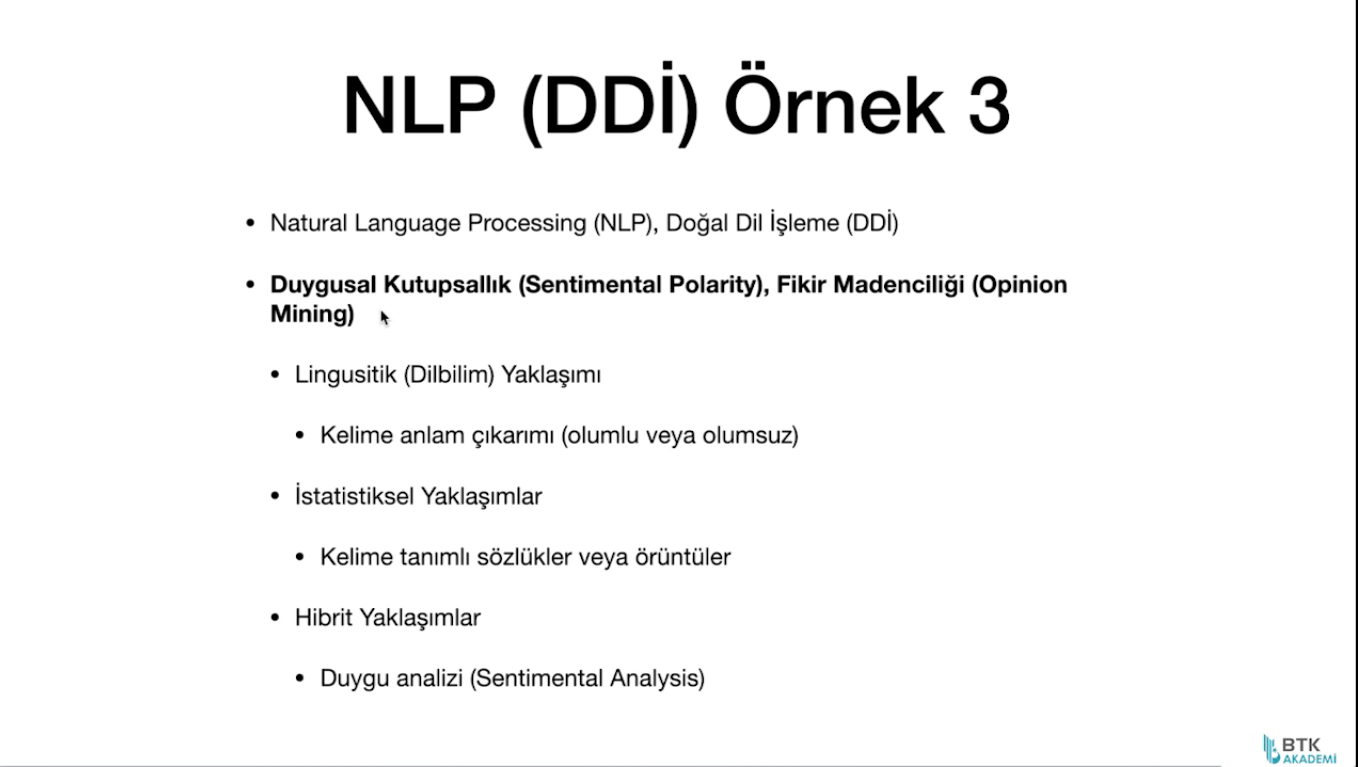 NLP (DDİ) Örnek 3
• Natural Language Processing (NLP), Doğal Dil İşleme (DDİ)
• Duygusal Kutupsallık (Sentimental Polarity), Fikir Madenciliği (Opinion
Mining)
• Lingusitik (Dilbilim) Yaklaşımı
• Kelime anlam çıkarımı (olumlu veya olumsuz)
• İstatistiksel Yaklaşımlar
• Kelime tanımlı sözlükler veya örüntüler
• Hibrit Yaklaşımlar
• Duygu analizi (Sentimental Analysis)
BTK
AKADEMİ